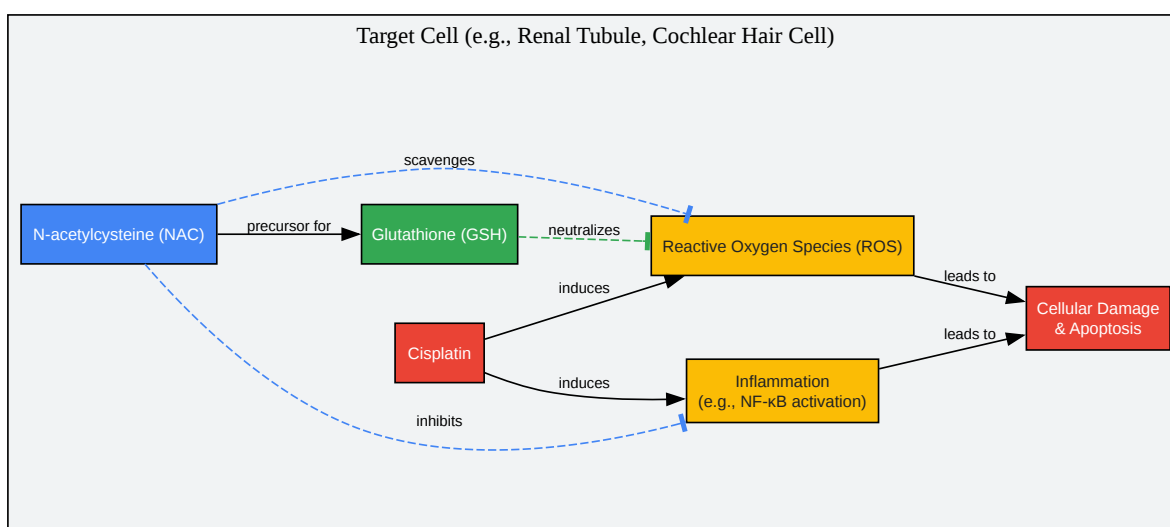 Target Cell (e.g., Renal Tubule, Cochlear Hair Cell)
scavenges
N-acetylcysteine (NAC)
precursor for
Glutathione (GSH)
neutralizes
Reactive Oxygen Species (ROS)
induces
leads to
Cellular Damage
& Apoptosis
Cisplatin
induces
leads to
Inflammation
(e.g., NF-κB activation)
inhibits